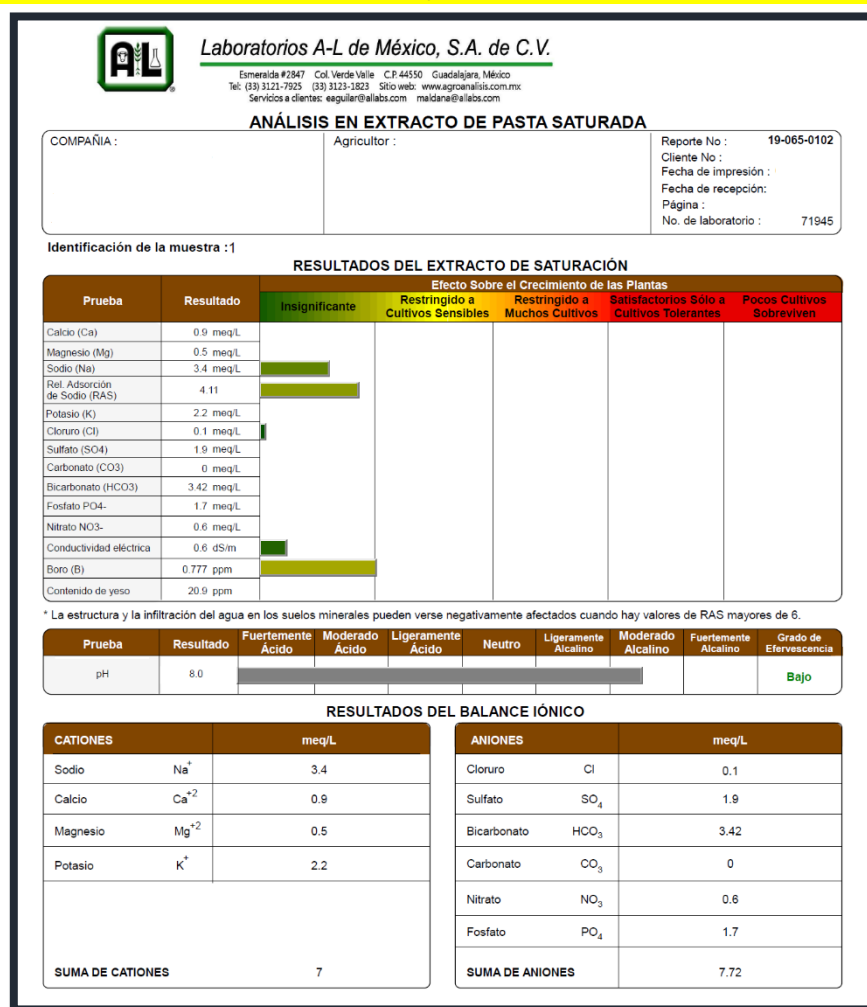 A&L
Laboratorios A-L de México, S.A. de C.V.
Esmeralda #2847 Col. Verde Valle C.P. 44550 Guadalajara, México
Tel: (33) 3121-7925 (33) 3123-1823 Sitio web: www.agroanalisis.com.mx
Servicios a clientes: eaguilar@allabs.com maldana@allabs.com
ANÁLISIS EN EXTRACTO DE PASTA SATURADA
COMPAÑIA :
Agricultor :
Reporte No : 19-065-0102
Cliente No :
Fecha de impresión :
Fecha de recepción:
Página :
No. de laboratorio : 71945
Identificación de la muestra :1
RESULTADOS DEL EXTRACTO DE SATURACIÓN
Efecto Sobre el Crecimiento de las Plantas
Prueba Resultado Insignificante Restringido a Cultivos Sensibles Restringido a Muchos Cultivos Satisfactorios Sólo a Cultivos Tolerantes Pocos Cultivos Sobreviven
Calcio (Ca) 0.9 meq/L
Magnesio (Mg) 0.5 meq/L
Sodio (Na) 3.4 meq/L
Rel. Adsorción
de Sodio (RAS) 4.11
Potasio (K) 2.2 meq/L
Cloruro (Cl) 0.1 meq/L
Sulfato (SO4) 1.9 meq/L
Carbonato (CO3) 0 meq/L
Bicarbonato (HCO3) 3.42 meq/L
Fosfato PO4- 1.7 meq/L
Nitrato NO3- 0.6 meq/L
Conductividad eléctrica 0.6 dS/m
Boro (B) 0.777 ppm
Contenido de yeso 20.9 ppm
* La estructura y la infiltración del agua en los suelos minerales pueden verse negativamente afectados cuando hay valores de RAS mayores de 6.
Prueba Resultado Fuertemente Ácido Moderado Ácido Ligeramente Ácido Neutro Ligeramente Alcalino Moderado Alcalino Fuertemente Alcalino Grado de Efervescencia
pH 8.0 Bajo
RESULTADOS DEL BALANCE IÓNICO
CATIONES meq/L
Sodio Na+ 3.4
Calcio Ca+2 0.9
Magnesio Mg+2 0.5
Potasio K+ 2.2
SUMA DE CATIONES 7
ANIONES meq/L
Cloruro Cl 0.1
Sulfato SO4 1.9
Bicarbonato HCO3 3.42
Carbonato CO3 0
Nitrato NO3 0.6
Fosfato PO4 1.7
SUMA DE ANIONES 7.72